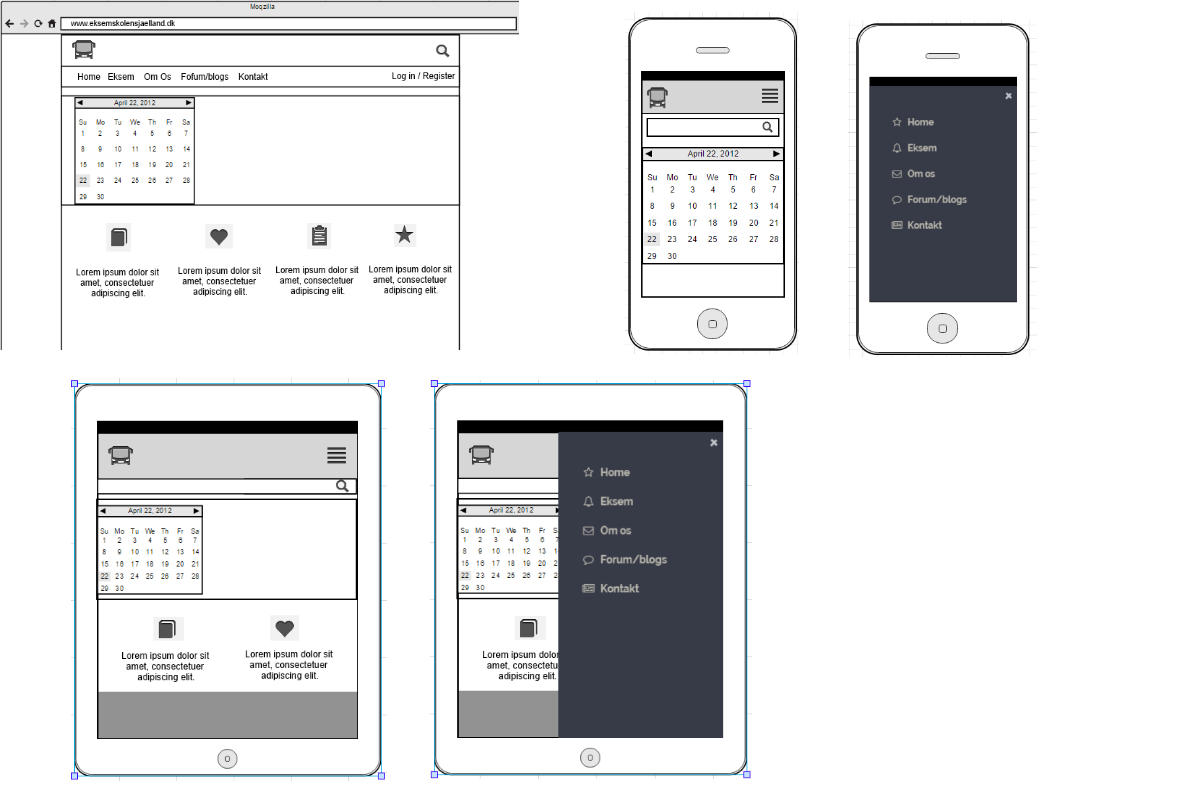 Moqzilla
www.eksemskolensjaelland.dk
Home Eksem Om Os Fofum/blogs Kontakt Log in / Register
April 22, 2012
Su Mo Tu We Th Fr Sa
1 2 3 4 5 6 7
8 9 10 11 12 13 14
15 16 17 18 19 20 21
22 23 24 25 26 27 28
29 30
Lorem ipsum dolor sit
amet, consectetuer
adipiscing elit.
Lorem ipsum dolor sit
amet, consectetuer
adipiscing elit.
Lorem ipsum dolor sit
amet, consectetuer
adipiscing elit.
Lorem ipsum dolor sit
amet, consectetuer
adipiscing elit.
April 22, 2012
Su Mo Tu We Th Fr Sa
1 2 3 4 5 6 7
8 9 10 11 12 13 14
15 16 17 18 19 20 21
22 23 24 25 26 27 28
29 30
Home
Eksem
Om os
Forum/blogs
Kontakt
April 22, 2012
Su Mo Tu We Th Fr Sa
1 2 3 4 5 6 7
8 9 10 11 12 13 14
15 16 17 18 19 20 21
22 23 24 25 26 27 28
29 30
Lorem ipsum dolor sit
amet, consectetuer
adipiscing elit.
Lorem ipsum dolor sit
amet, consectetuer
adipiscing elit.
April 22, 2012
Su Mo Tu We Th Fr Sa
1 2 3 4 5 6 7
8 9 10 11 12 13 1
15 16 17 18 19 20 2
22 23 24 25 26 27 2
29 30
Lorem ipsum dolo
amet, consectetu
adipiscing elit.
Home
Eksem
Om os
Forum/blogs
Kontakt